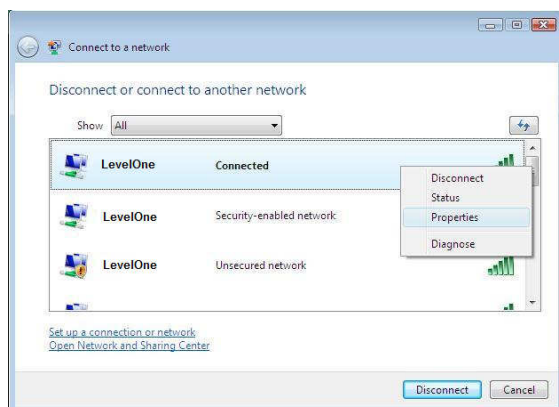 Connect to a network
Disconnect or connect to another network
Show All
LevelOne Connected
Disconnect
Status
LevelOne Security-enabled network
Properties
Diagnose
LevelOne Unsecured network
Set up a connection or network
Open Network and Sharing Center
Disconnect Cancel